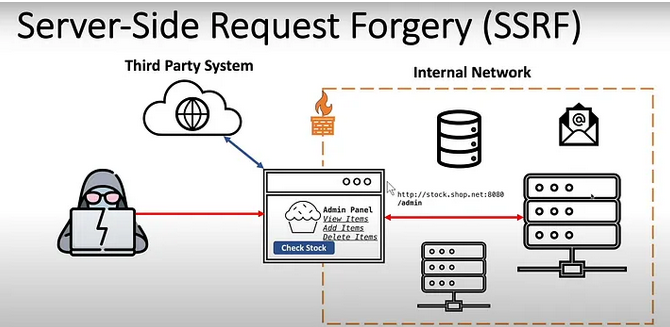 Server-Side Request Forgery (SSRF)
Third Party System
Internal Network
@
http://stock.shop.net:8080
/admin
Admin Panel
View Items
Add Items
Delete Items
Check Stock